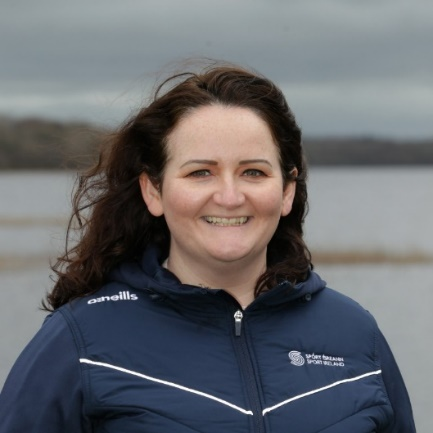 o'neills
SPÓRT ÉIREANN
SPORT IRELAND